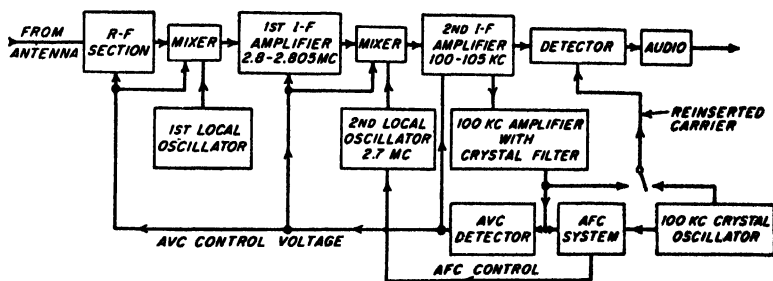 FROM
ANTENNA
R-F
SECTION
MIXER
1ST I-F
AMPLIFIER
2.8-2.805MC
MIXER
2ND I-F
AMPLIFIER
100-105 KC
DETECTOR
AUDIO
1ST LOCAL
OSCILLATOR
2ND LOCAL
OSCILLATOR
2.7 MC
100 KC AMPLIFIER
WITH
CRYSTAL FILTER
REINSERTED
CARRIER
AVC CONTROL VOLTAGE
AVC
DETECTOR
AFC
SYSTEM
100 KC CRYSTAL
OSCILLATOR
AFC CONTROL